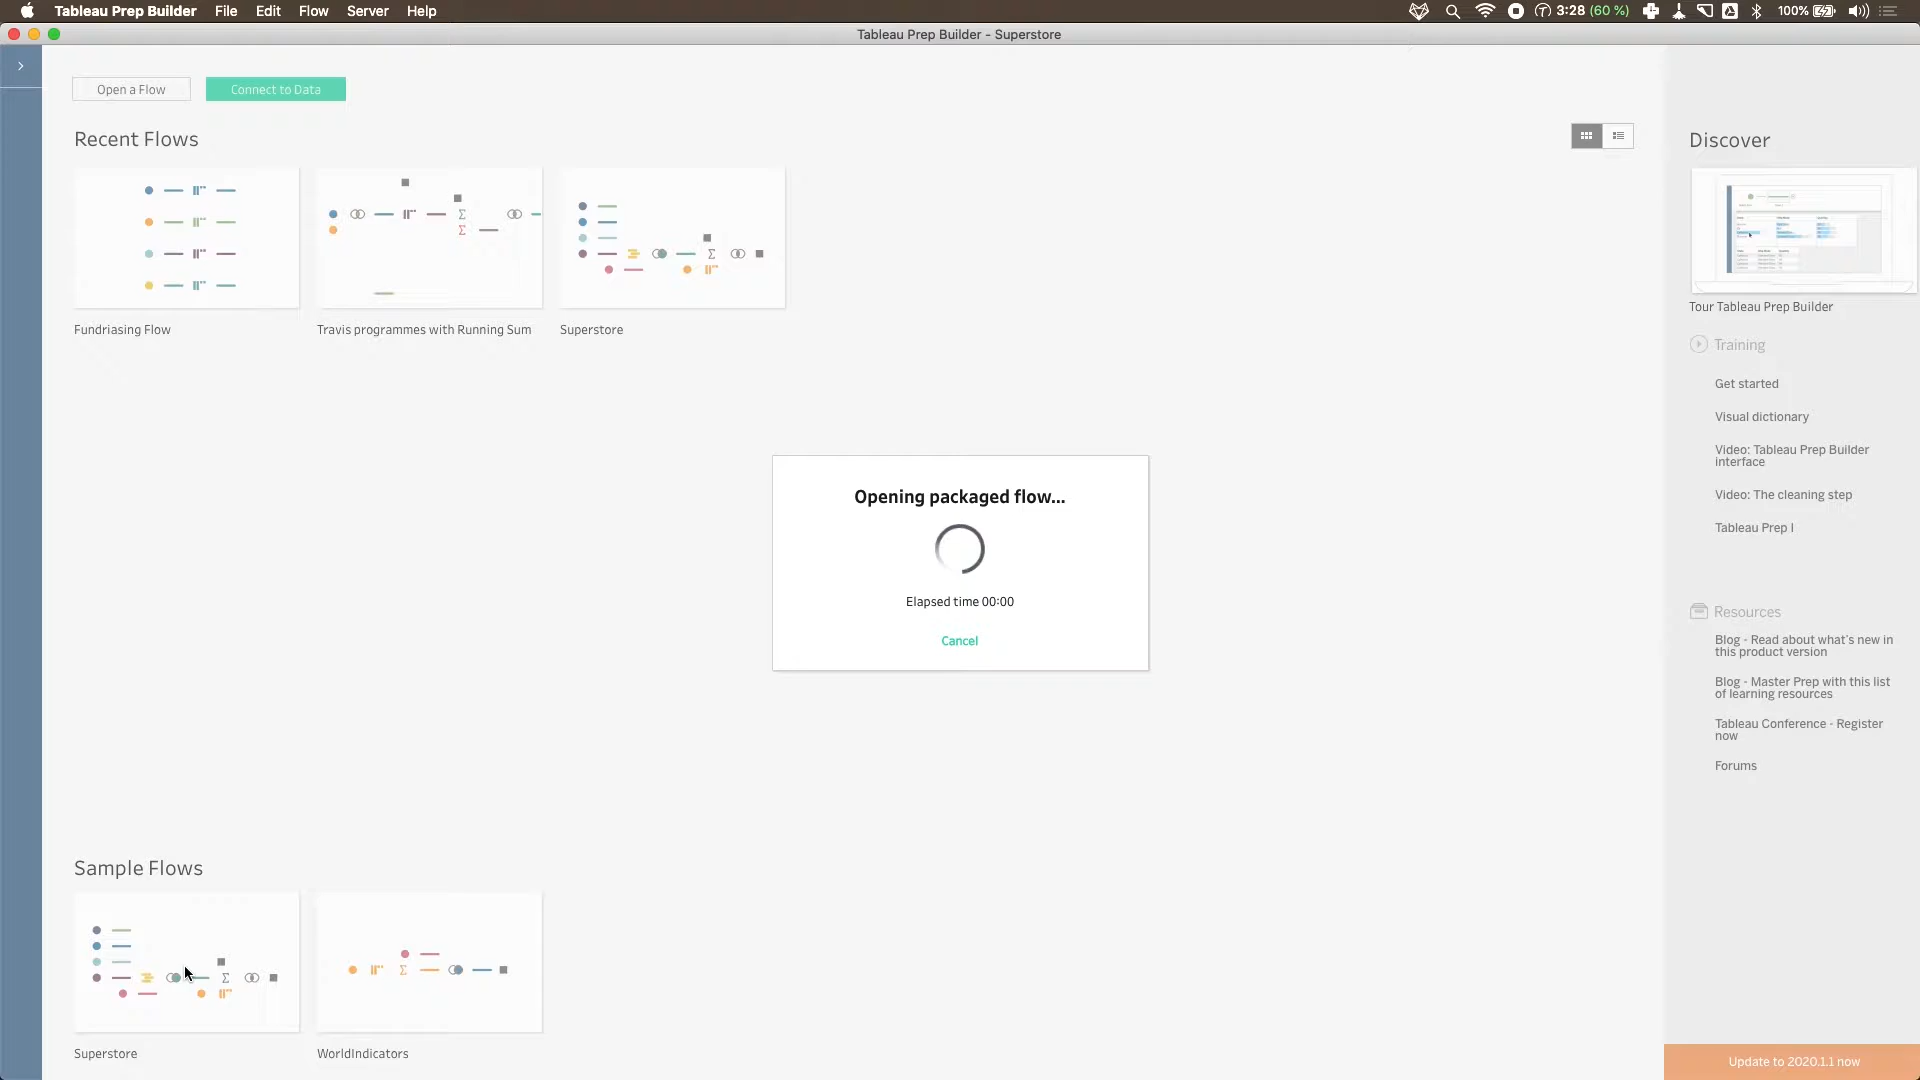 Tableau Prep Builder File Edit Flow Server Help
3:28 (60 %) 100%
Tableau Prep Builder - Superstore
Open a Flow
Connect to Data
Recent Flows
Fundriasing Flow
Travis programmes with Running Sum
Superstore
Opening packaged flow...
Elapsed time 00:00
Cancel
Sample Flows
Superstore
WorldIndicators
Discover
Tour Tableau Prep Builder
Training
Get started
Visual dictionary
Video: Tableau Prep Builder
interface
Video: The cleaning step
Tableau Prep I
Resources
Blog - Read about what's new in
this product version
Blog - Master Prep with this list
of learning resources
Tableau Conference - Register
now
Forums
Update to 2020.1.1 now